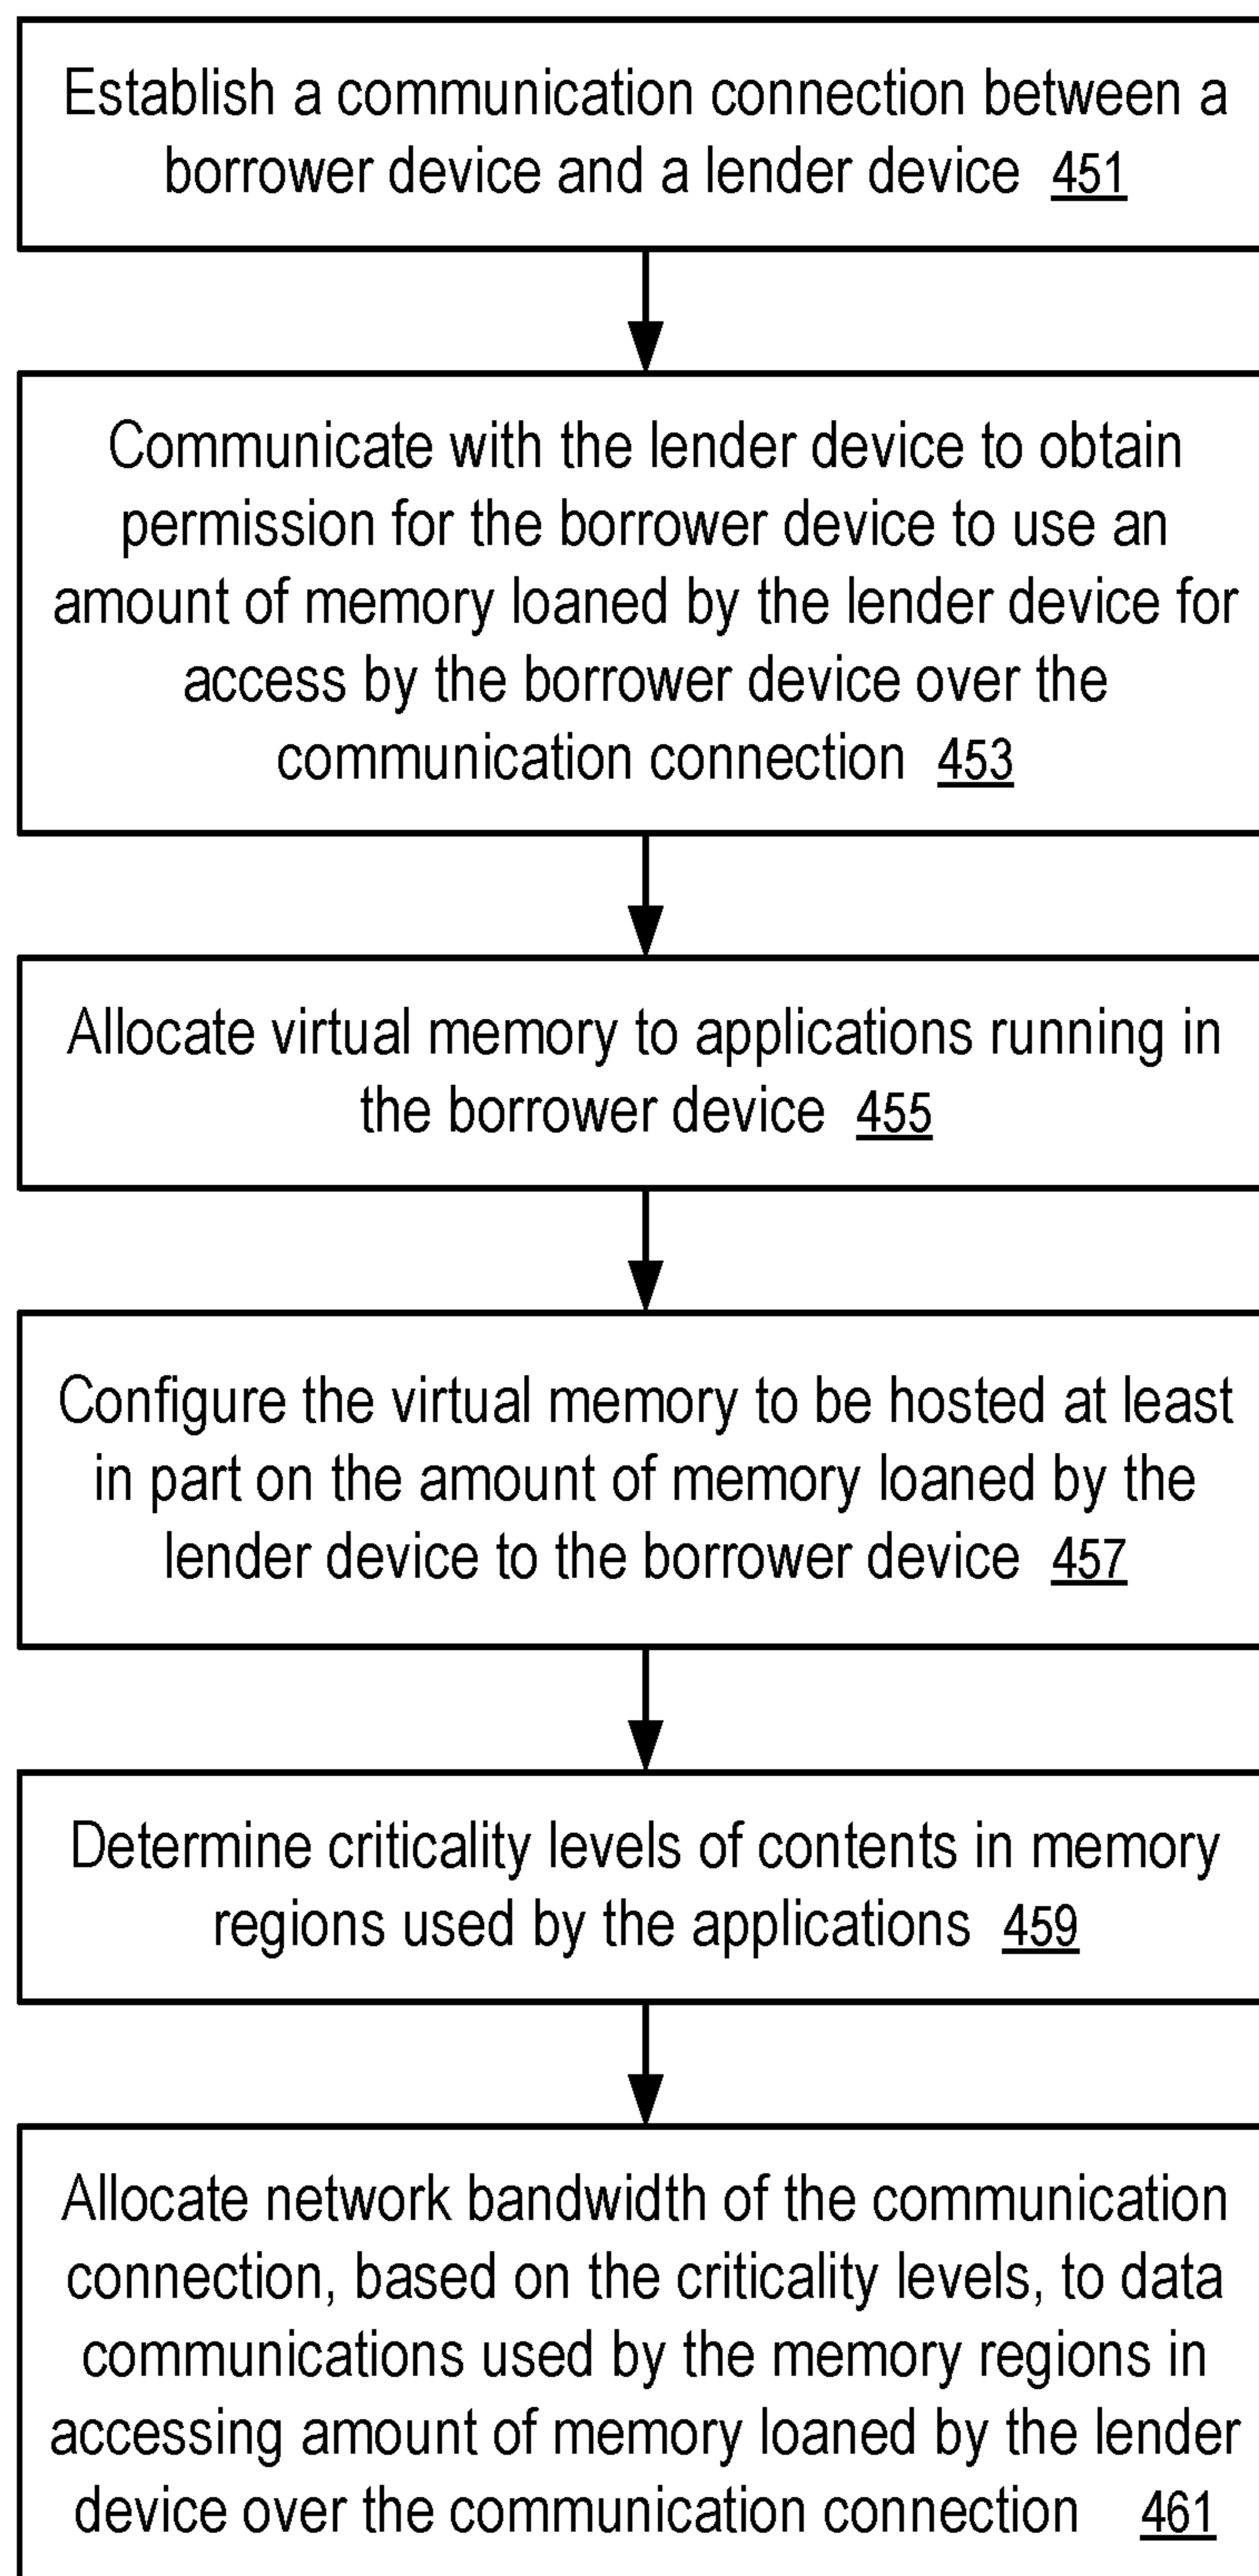 Establish a communication connection between a
borrower device and a lender device 451
Communicate with the lender device to obtain
permission for the borrower device to use an
amount of memory loaned by the lender device for
access by the borrower device over the
communication connection 453
Allocate virtual memory to applications running in
the borrower device 455
Configure the virtual memory to be hosted at least
in part on the amount of memory loaned by the
lender device to the borrower device 457
Determine criticality levels of contents in memory
regions used by the applications 459
Allocate network bandwidth of the communication
connection, based on the criticality levels, to data
communications used by the memory regions in
accessing amount of memory loaned by the lender
device over the communication connection 461